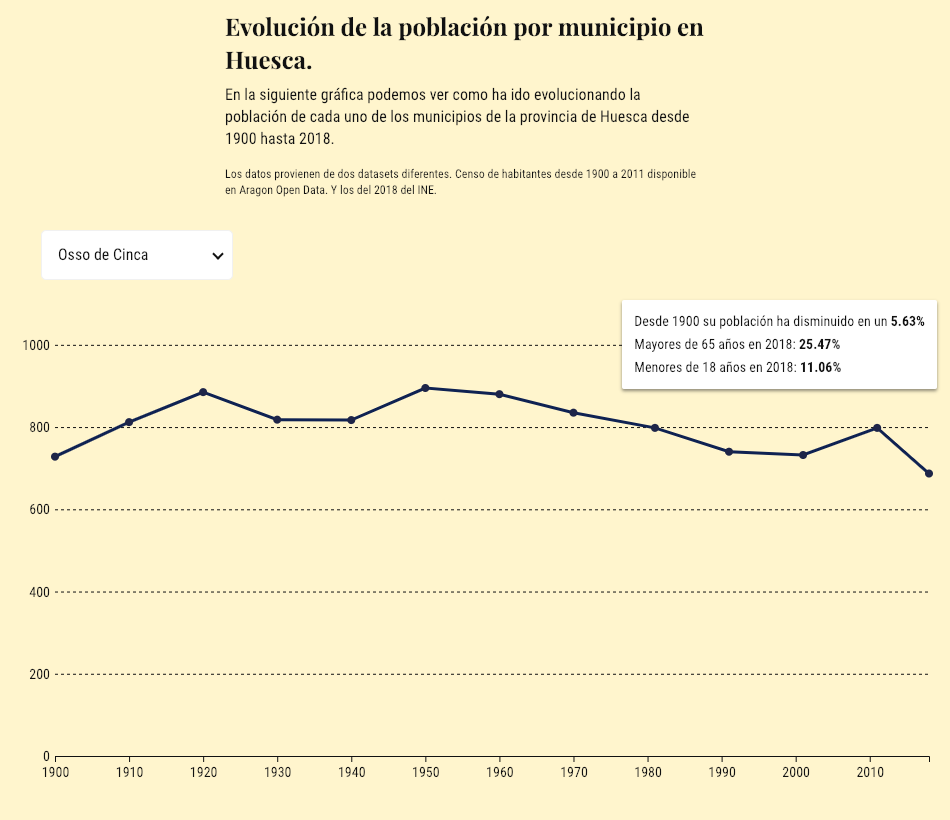 Evolución de la población por municipio en
Huesca.
En la siguiente gráfica podemos ver como ha ido evolucionando la
población de cada uno de los municipios de la provincia de Huesca desde
1900 hasta 2018.
Los datos provienen de dos datasets diferentes. Censo de habitantes desde 1900 a 2011 disponible
en Aragon Open Data. Y los del 2018 del INE.
Osso de Cinca
Desde 1900 su población ha disminuido en un 5.63%
Mayores de 65 años en 2018: 25.47%
Menores de 18 años en 2018: 11.06%
1000
800
600
400
200
0
1900 1910 1920 1930 1940 1950 1960 1970 1980 1990 2000 2010